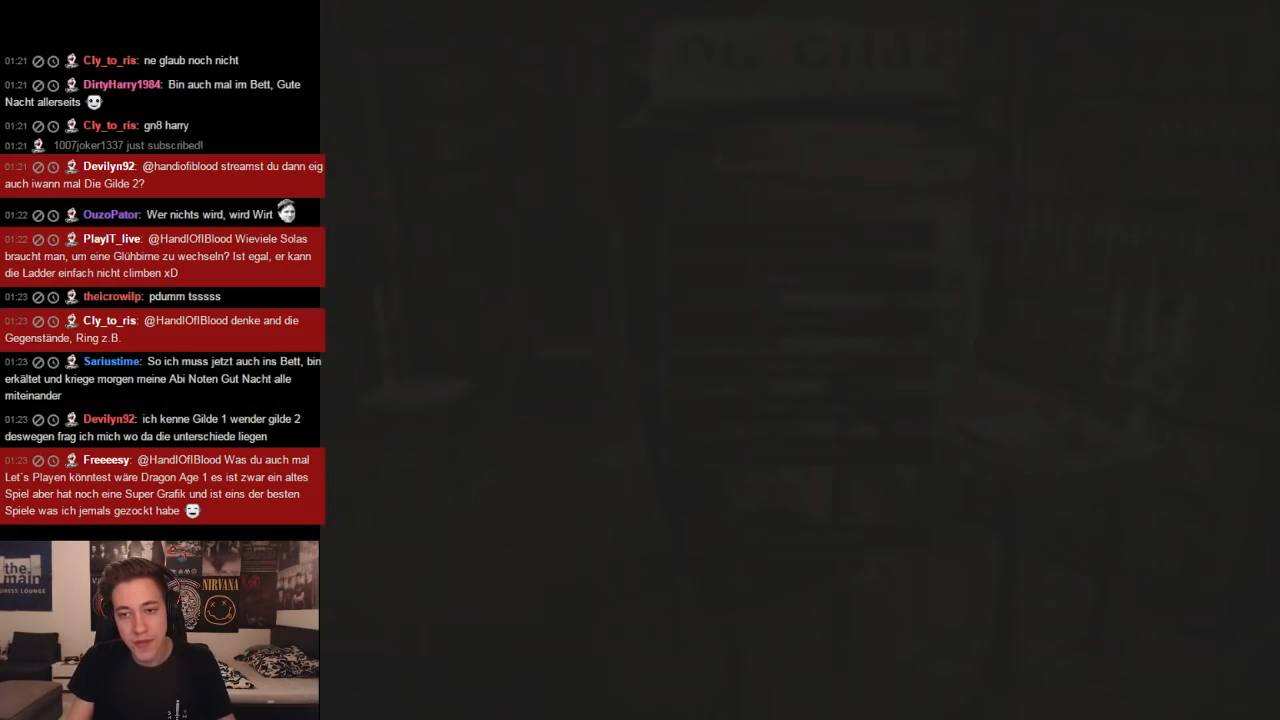 01:21 Cly_to_ris: ne glaub noch nicht
01:21 DirtyHarry1984: Bin auch mal im Bett, Gute
Nacht allerseits
01:21 Cly_to_ris: gn8 harry
01:21 1007joker1337 just subscribed!
01:21 Devilyn92: @handiofiblood streamst du dann eig
auch iwann mal Die Gilde 2?
01:22 OuzoPator: Wer nichts wird, wird Wirt
01:22 PlayIT_live: @HandIOfIBlood Wieviele Solas
braucht man, um eine Glühbirne zu wechseln? Ist egal, er kann
die Ladder einfach nicht climben xD
01:23 theicrowilp: pdumm tsssss
01:23 Cly_to_ris: @HandIOfIBlood denke and die
Gegenstände, Ring z.B.
01:23 Sariustime: So ich muss jetzt auch ins Bett, bin
erkältet und kriege morgen meine Abi Noten Gut Nacht alle
miteinander
01:23 Devilyn92: ich kenne Gilde 1 wender gilde 2
deswegen frag ich mich wo da die unterschiede liegen
01:23 Freeeesy: @HandIOfIBlood Was du auch mal
Let´s Playen könntest wäre Dragon Age 1 es ist zwar ein altes
Spiel aber hat noch eine Super Grafik und ist eins der besten
Spiele was ich jemals gezockt habe
Die Gilde
the
main
NIRVANA